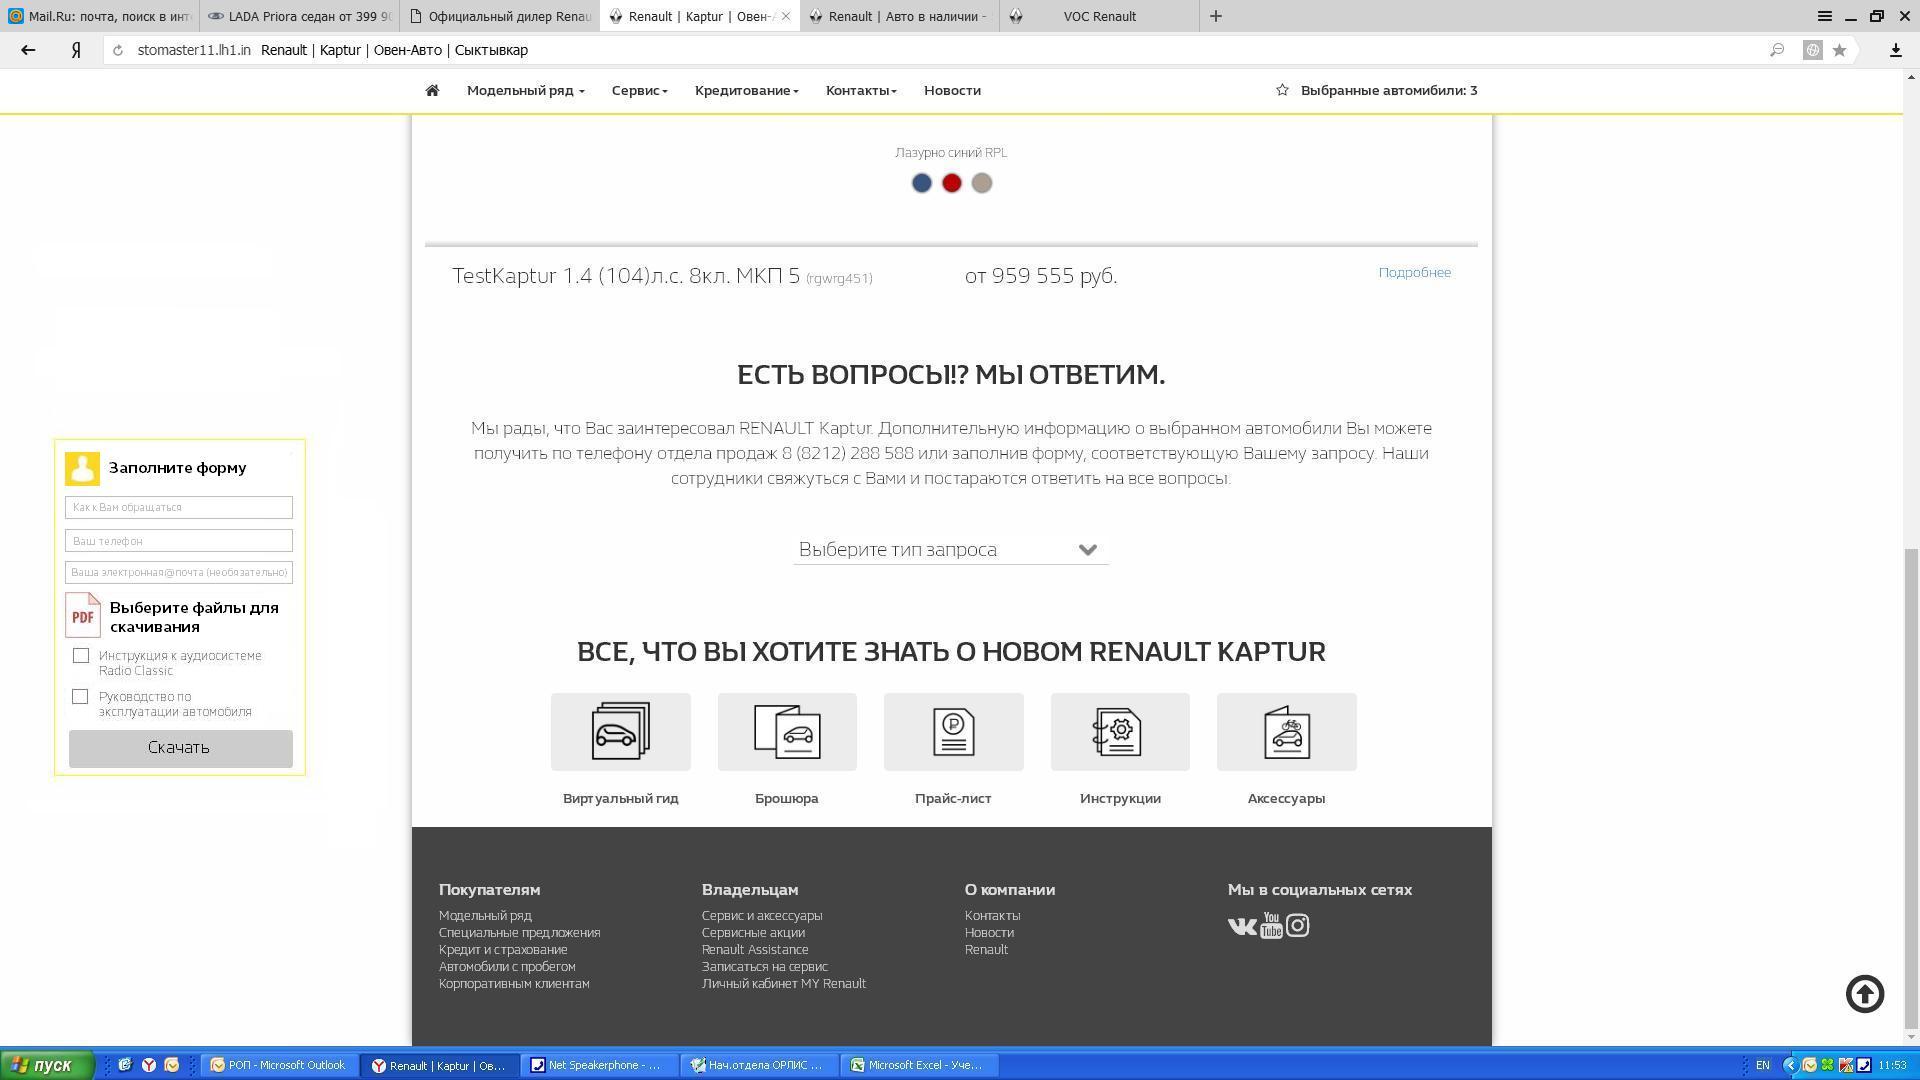 Mail.Ru: почта, поиск в инт
LADA Priora седан от 399 90
Официальный дилер Renau
Renault | Kaptur | Овен-А
Renault | Авто в наличии -
VOC Renault
stomaster11.lh1.in Renault | Kaptur | Овен-Авто | Сыктывкар
Модельный ряд
Сервис
Кредитование
Контакты
Новости
Выбранные автомибили: 3
Лазурно синий RPL
TestKaptur 1.4 (104)л.с. 8кл. МКП 5 (rgwrg451)
от 959 555 руб.
Подробнее
ЕСТЬ ВОПРОСЫ!? МЫ ОТВЕТИМ.
Мы рады, что Вас заинтересовал RENAULT Kaptur. Дополнительную информацию о выбранном автомобили Вы можете
получить по телефону отдела продаж 8 (8212) 288 588 или заполнив форму, соответствующую Вашему запросу. Наши
сотрудники свяжуться с Вами и постараются ответить на все вопросы.
Выберите тип запроса
Заполните форму
Как к Вам обращаться
Ваш телефон
Ваша электронная@почта (необязательно)
PDF
Выберите файлы для
скачивания
Инструкция к аудиосистеме
Radio Classic
Руководство по
эксплуатации автомобиля
Скачать
ВСЕ, ЧТО ВЫ ХОТИТЕ ЗНАТЬ О НОВОМ RENAULT KAPTUR
Виртуальный гид
Брошюра
Прайс-лист
Инструкции
Аксессуары
Покупателям
Модельный ряд
Специальные предложения
Кредит и страхование
Автомобили с пробегом
Корпоративным клиентам
Владельцам
Сервис и аксессуары
Сервисные акции
Renault Assistance
Записаться на сервис
Личный кабинет MY Renault
О компании
Контакты
Новости
Renault
Мы в социальных сетях
You
Tube
пуск
РОП - Microsoft Outlook
Renault | Kaptur | Ов...
Net Speakerphone - ...
Нач.отдела ОРЛИС ...
Microsoft Excel - Уче...
EN
11:53